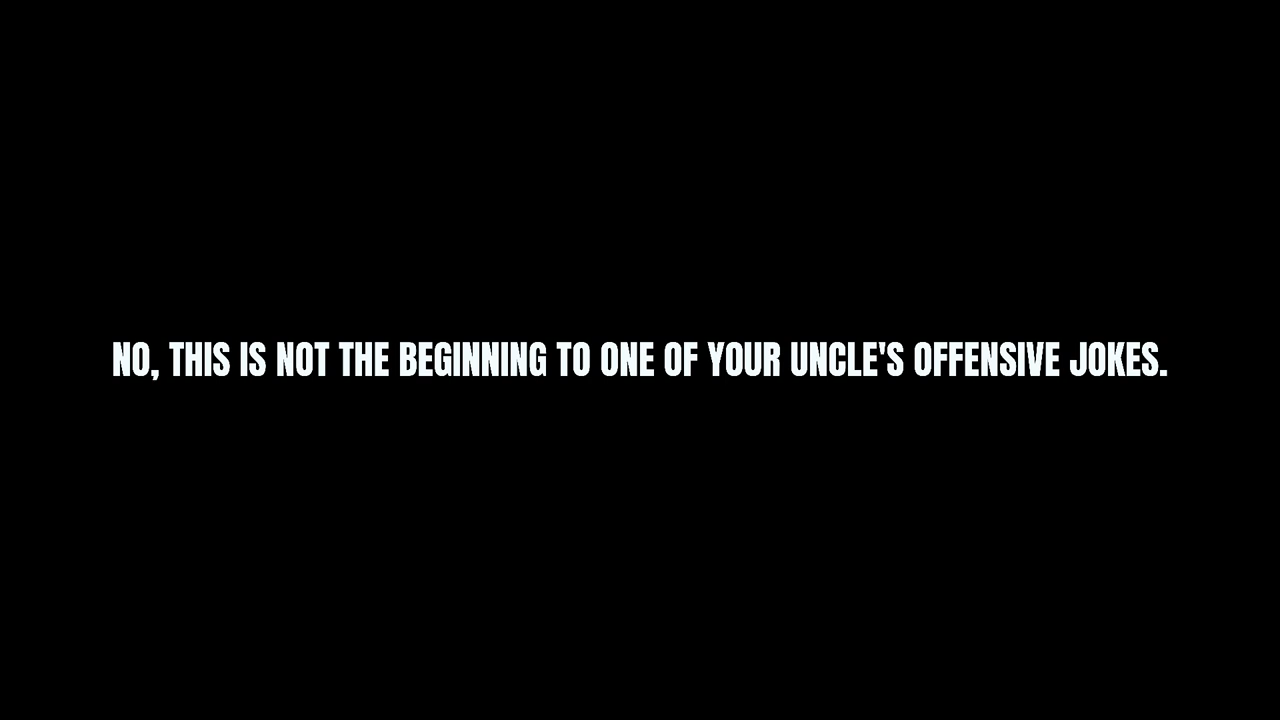 NO, THIS IS NOT THE BEGINNING TO ONE OF YOUR UNCLE'S OFFENSIVE JOKES.